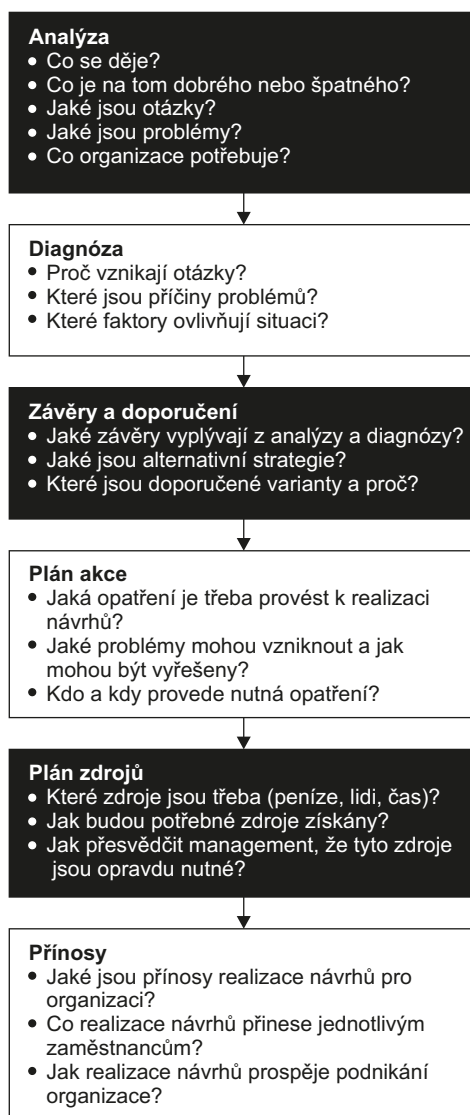 Analýza
• Co se děje?
• Co je na tom dobrého nebo špatného?
• Jaké jsou otázky?
• Jaké jsou problémy?
• Co organizace potřebuje?
Diagnóza
• Proč vznikají otázky?
• Které jsou příčiny problémů?
• Které faktory ovlivňují situaci?
Závěry a doporučení
• Jaké závěry vyplývají z analýzy a diagnózy?
• Jaké jsou alternativní strategie?
• Které jsou doporučené varianty a proč?
Plán akce
• Jaká opatření je třeba provést k realizaci
návrhů?
• Jaké problémy mohou vzniknout a jak
mohou být vyřešeny?
• Kdo a kdy provede nutná opatření?
Plán zdrojů
• Které zdroje jsou třeba (peníze, lidi, čas)?
• Jak budou potřebné zdroje získány?
• Jak přesvědčit management, že tyto zdroje
jsou opravdu nutné?
Přínosy
• Jaké jsou přínosy realizace návrhů pro
organizaci?
• Co realizace návrhů přinese jednotlivým
zaměstnancům?
• Jak realizace návrhů prospěje podnikání
organizace?